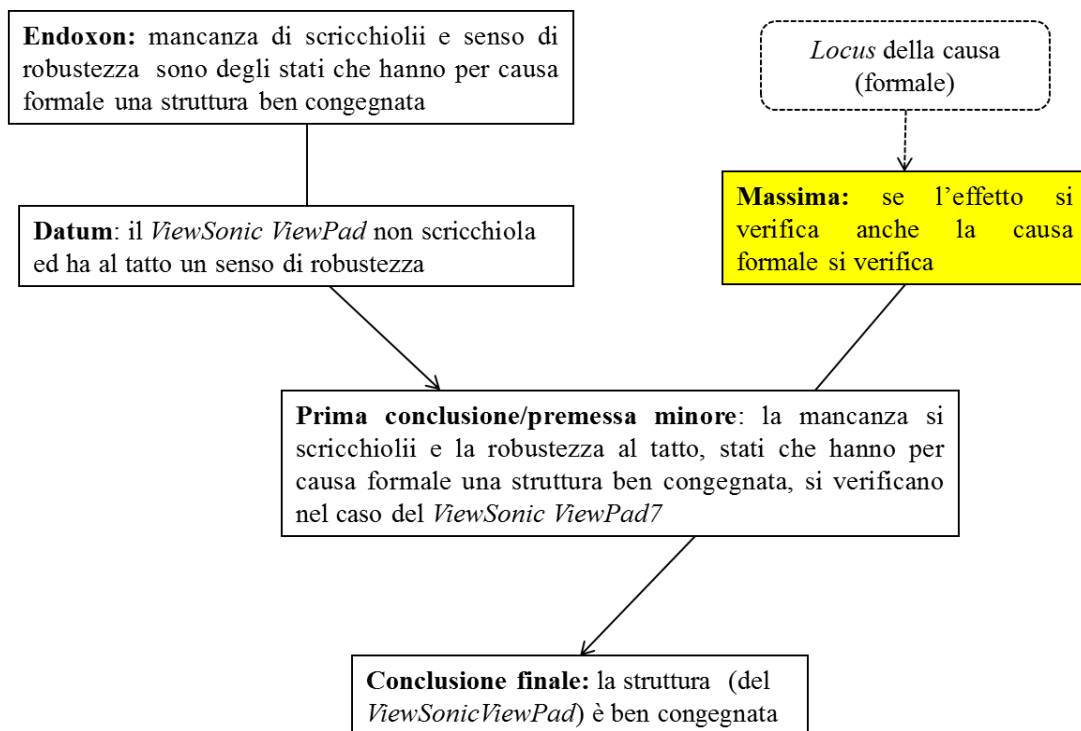 Endoxon: mancanza di scricchiolii e senso di
robustezza sono degli stati che hanno per causa
formale una struttura ben congegnata
Locus della causa
(formale)
Massima: se l’effetto si
verifica anche la causa
formale si verifica
Datum: il ViewSonic ViewPad non scricchiola
ed ha al tatto un senso di robustezza
Prima conclusione/premessa minore: la mancanza si
scricchiolii e la robustezza al tatto, stati che hanno per
causa formale una struttura ben congegnata, si verificano
nel caso del ViewSonic ViewPad7
Conclusione finale: la struttura (del
ViewSonicViewPad) è ben congegnata